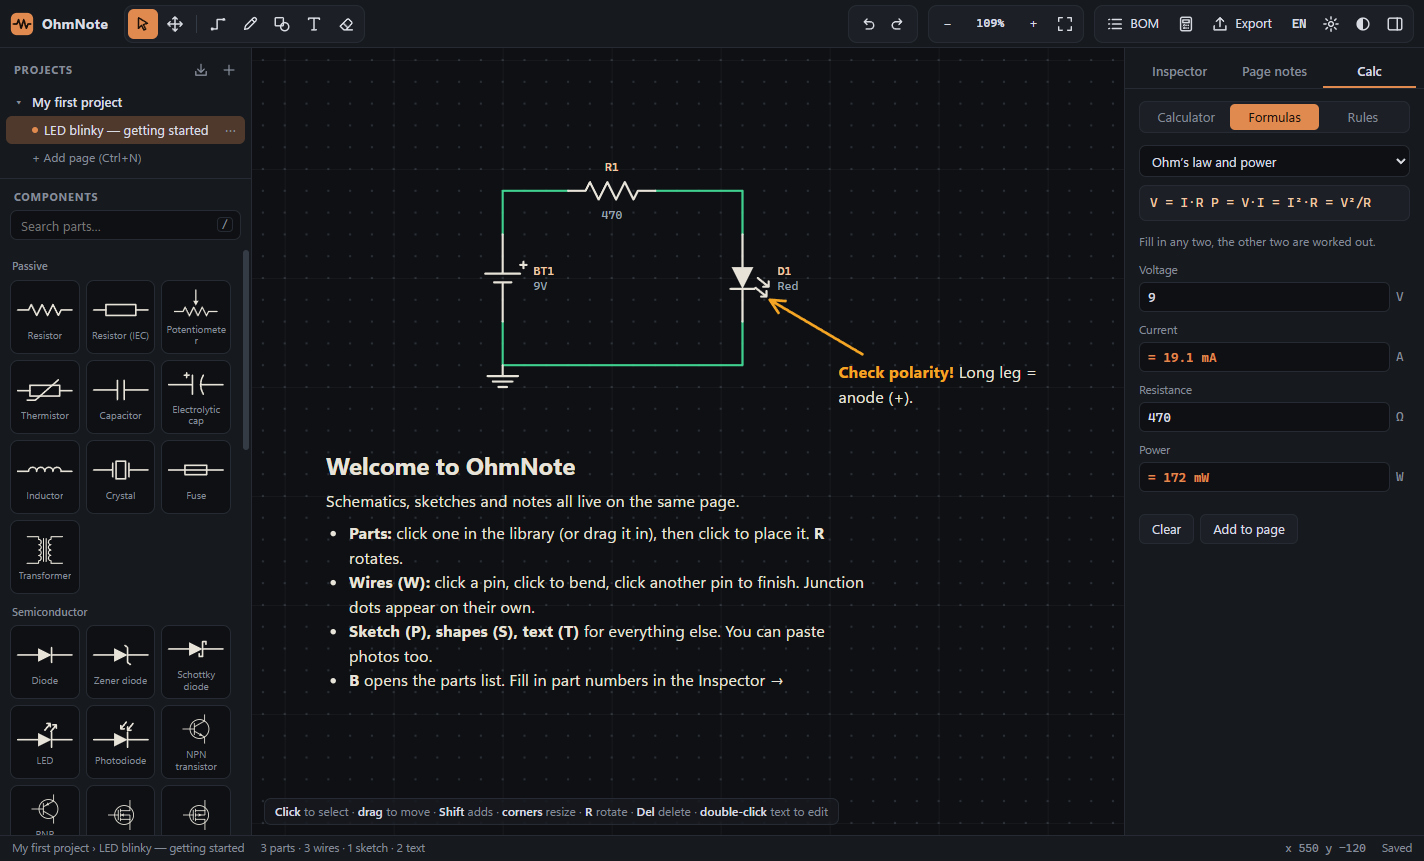 OhmNote
109%
BOM
Export
EN
PROJECTS
My first project
LED blinky — getting started
+ Add page (Ctrl+N)
COMPONENTS
Search parts...
/
Passive
Resistor
Resistor (IEC)
Potentiomete
r
Thermistor
Capacitor
Electrolytic
cap
Inductor
Crystal
Fuse
Transformer
Semiconductor
Diode
Zener diode
Schottky
diode
LED
Photodiode
NPN
transistor
PNP
R1
470
BT1
9V
D1
Red
Check polarity! Long leg =
anode (+).
Welcome to OhmNote
Schematics, sketches and notes all live on the same page.
• Parts: click one in the library (or drag it in), then click to place it. R
rotates.
• Wires (W): click a pin, click to bend, click another pin to finish. Junction
dots appear on their own.
• Sketch (P), shapes (S), text (T) for everything else. You can paste
photos too.
• B opens the parts list. Fill in part numbers in the Inspector →
Click to select · drag to move · Shift adds · corners resize · R rotate · Del delete · double-click text to edit
Inspector
Page notes
Calc
Calculator
Formulas
Rules
Ohm's law and power
V = I·R P = V·I = I²·R = V²/R
Fill in any two, the other two are worked out.
Voltage
9
V
Current
= 19.1 mA
A
Resistance
470
Ω
Power
= 172 mW
W
Clear
Add to page
My first project › LED blinky — getting started
3 parts · 3 wires · 1 sketch · 2 text
x 550 y −120
Saved